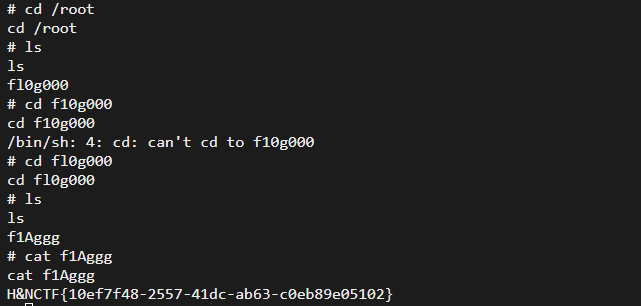 # cd /root
cd /root
# ls
ls
fl0g000
# cd f10g000
cd f10g000
/bin/sh: 4: cd: can't cd to f10g000
# cd fl0g000
cd fl0g000
# ls
ls
f1Aggg
# cat f1Aggg
cat f1Aggg
H&NCTF{10ef7f48-2557-41dc-ab63-c0eb89e05102}